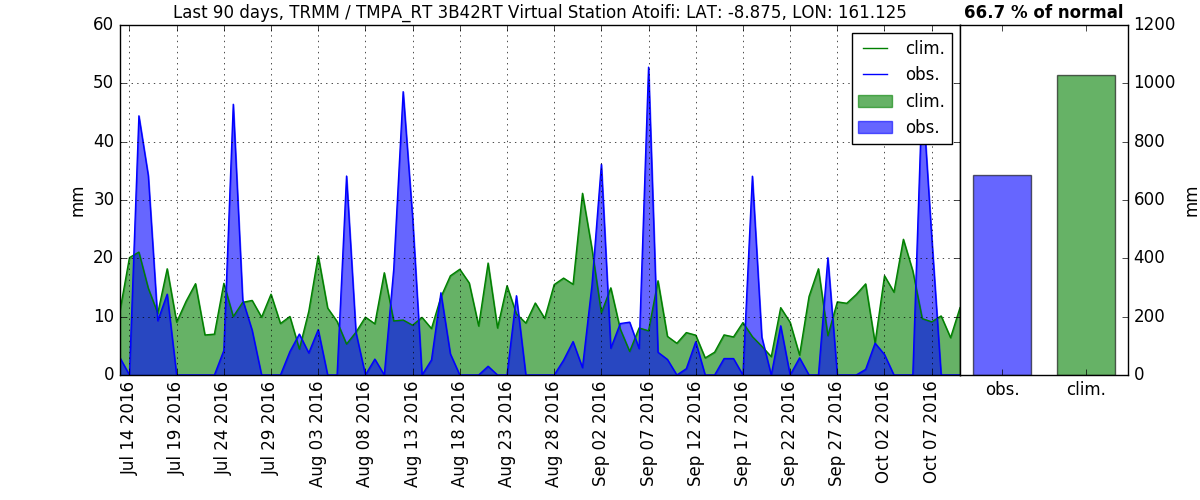 Last 90 days, TRMM / TMPA_RT 3B42RT Virtual Station Atoifi: LAT: -8.875, LON: 161.125
66.7 % of normal
60
50
40
30
20
10
0
mm
clim.
obs.
clim.
obs.
1200
1000
800
600
400
200
0
mm
Jul 14 2016
Jul 19 2016
Jul 24 2016
Jul 29 2016
Aug 03 2016
Aug 08 2016
Aug 13 2016
Aug 18 2016
Aug 23 2016
Aug 28 2016
Sep 02 2016
Sep 07 2016
Sep 12 2016
Sep 17 2016
Sep 22 2016
Sep 27 2016
Oct 02 2016
Oct 07 2016
obs.
clim.